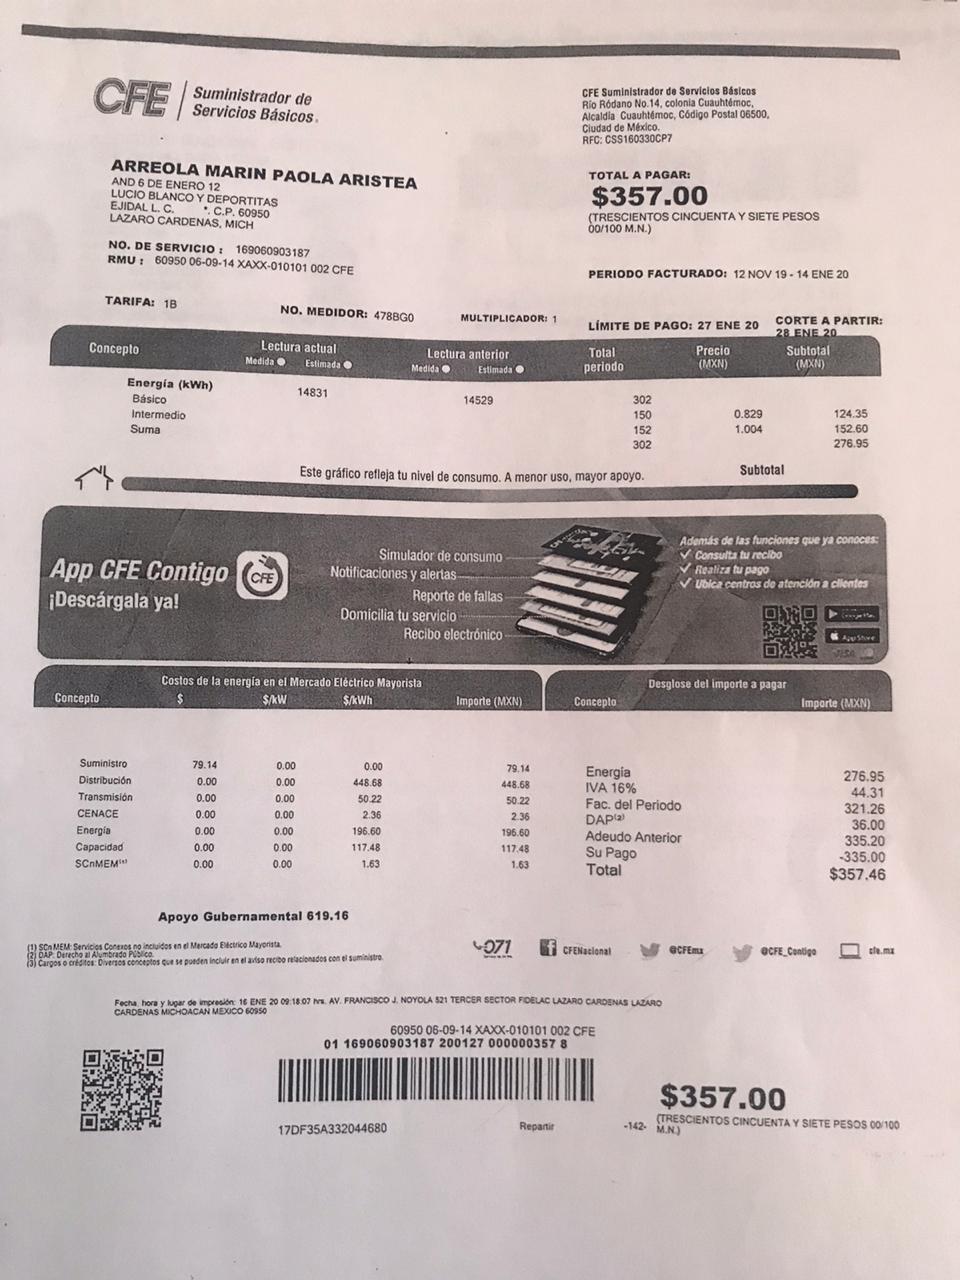 CFE
Suministrador de
Servicios Básicos.
CFE Suministrador de Servicios Básicos
Río Ródano No.14, colonia Cuauhtémoc,
Alcaldía Cuauhtémoc, Código Postal 06500,
Ciudad de México.
RFC: CSS160330CP7
ARREOLA MARIN PAOLA ARISTEA
AND 6 DE ENERO 12
LUCIO BLANCO Y DEPORTITAS
EJIDAL L. C. *. C.P. 60950
LAZARO CARDENAS, MICH
TOTAL A PAGAR:
$357.00
(TRESCIENTOS CINCUENTA Y SIETE PESOS
00/100 M.N.)
NO. DE SERVICIO : 169060903187
RMU : 60950 06-09-14 XAXX-010101 002 CFE
PERIODO FACTURADO: 12 NOV 19 - 14 ENE 20
TARIFA: 1B NO. MEDIDOR: 478BG0 MULTIPLICADOR: 1 LÍMITE DE PAGO: 27 ENE 20 CORTE A PARTIR:
28 ENE 20
Concepto Lectura actual Lectura anterior Total Precio Subtotal
Medida Estimada Medida Estimada periodo (MXN) (MXN)
Energía (kWh) 14831 14529 302
Básico 150 0.829 124.35
Intermedio 152 1.004 152.60
Suma 302 276.95
Este gráfico refleja tu nivel de consumo. A menor uso, mayor apoyo. Subtotal
App CFE Contigo
CFE
¡Descárgala ya!
Simulador de consumo
Notificaciones y alertas
Reporte de fallas
Domicilia tu servicio
Recibo electrónico
Además de las funciones que ya conoces:
✓ Consulta tu recibo
✓ Realiza tu pago
✓ Ubica centros de atención a clientes
App Store
VISA
Costos de la energía en el Mercado Eléctrico Mayorista
Concepto $ $/kW $/kWh Importe (MXN)
Suministro 79.14 0.00 0.00 79.14
Distribución 0.00 0.00 448.68 448.68
Transmisión 0.00 0.00 50.22 50.22
CENACE 0.00 0.00 2.36 2.36
Energía 0.00 0.00 196.60 196.60
Capacidad 0.00 0.00 117.48 117.48
SCnMEM(1) 0.00 0.00 1.63 1.63
Desglose del importe a pagar
Concepto Importe (MXN)
Energía 276.95
IVA 16% 44.31
Fac. del Periodo 321.26
DAP(2) 36.00
Adeudo Anterior 335.20
Su Pago -335.00
Total $357.46
Apoyo Gubernamental 619.16
(1) SCnMEM: Servicios Conexos no incluidos en el Mercado Eléctrico Mayorista.
(2) DAP: Derecho al Alumbrado Público.
(3) Cargos o créditos: Diversos conceptos que se pueden incluir en el aviso recibo relacionados con el suministro.
071 CFENacional @CFEmx @CFE_Contigo cfe.mx
Fecha, hora y lugar de impresión: 16 ENE 20 09:18:07 hrs. AV. FRANCISCO J. NOYOLA 521 TERCER SECTOR FIDELAC LAZARO CARDENAS LAZARO
CARDENAS MICHOACAN MEXICO 60950
60950 06-09-14 XAXX-010101 002 CFE
01 169060903187 200127 000000357 8
17DF35A332044680 Repartir -142-
$357.00
(TRESCIENTOS CINCUENTA Y SIETE PESOS 00/100
M.N.)